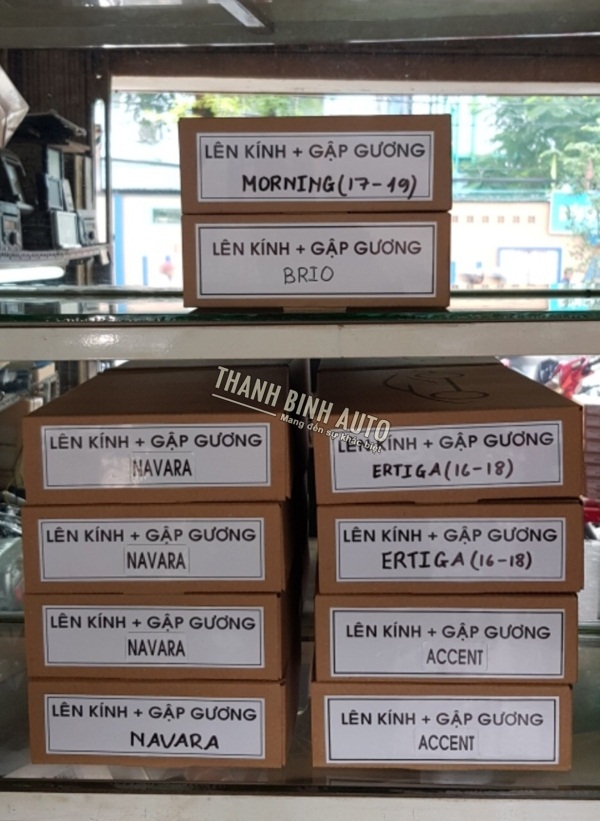 LÊN KÍNH + GẬP GƯƠNG
MORNING(17-19)
LÊN KÍNH + GẬP GƯƠNG
BRIO
THANH BÌNH AUTO
Mang đến sự khác biệt
LÊN KÍNH + GẬP GƯƠNG
NAVARA
LÊN KÍNH + GẬP GƯƠNG
NAVARA
LÊN KÍNH + GẬP GƯƠNG
NAVARA
LÊN KÍNH + GẬP GƯƠNG
NAVARA
LÊN KÍNH + GẬP GƯƠNG
ERTIGA(16-18)
LÊN KÍNH + GẬP GƯƠNG
ERTIGA(16-18)
LÊN KÍNH + GẬP GƯƠNG
ACCENT
LÊN KÍNH + GẬP GƯƠNG
ACCENT